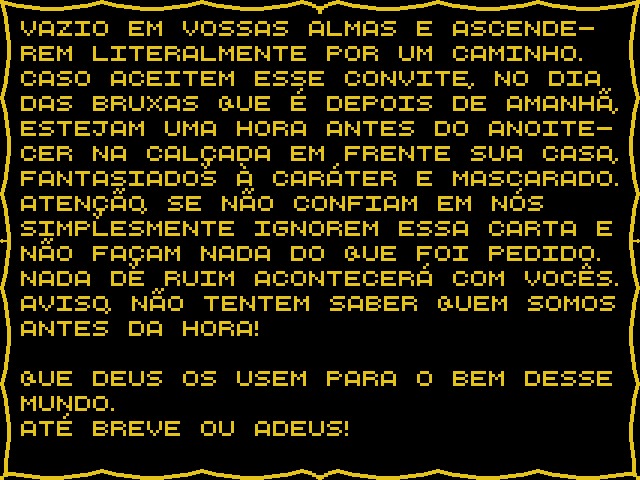 VAZIO EM VOSSAS ALMAS E ASCENDE-
REM LITERALMENTE POR UM CAMINHO.
CASO ACEITEM ESSE CONVITE, NO DIA
DAS BRUXAS QUE É DEPOIS DE AMANHÃ,
ESTEJAM UMA HORA ANTES DO ANOITE-
CER NA CALÇADA EM FRENTE SUA CASA,
FANTASIADOS À CARÁTER E MASCARADO.
ATENÇÃO, SE NÃO CONFIAM EM NÓS
SIMPLESMENTE IGNOREM ESSA CARTA E
NÃO FAÇAM NADA DO QUE FOI PEDIDO.
NADA DE RUIM ACONTECERÁ COM VOCÊS.
AVISO, NÃO TENTEM SABER QUEM SOMOS
ANTES DA HORA!

QUE DEUS OS USEM PARA O BEM DESSE
MUNDO.
ATÉ BREVE OU ADEUS!